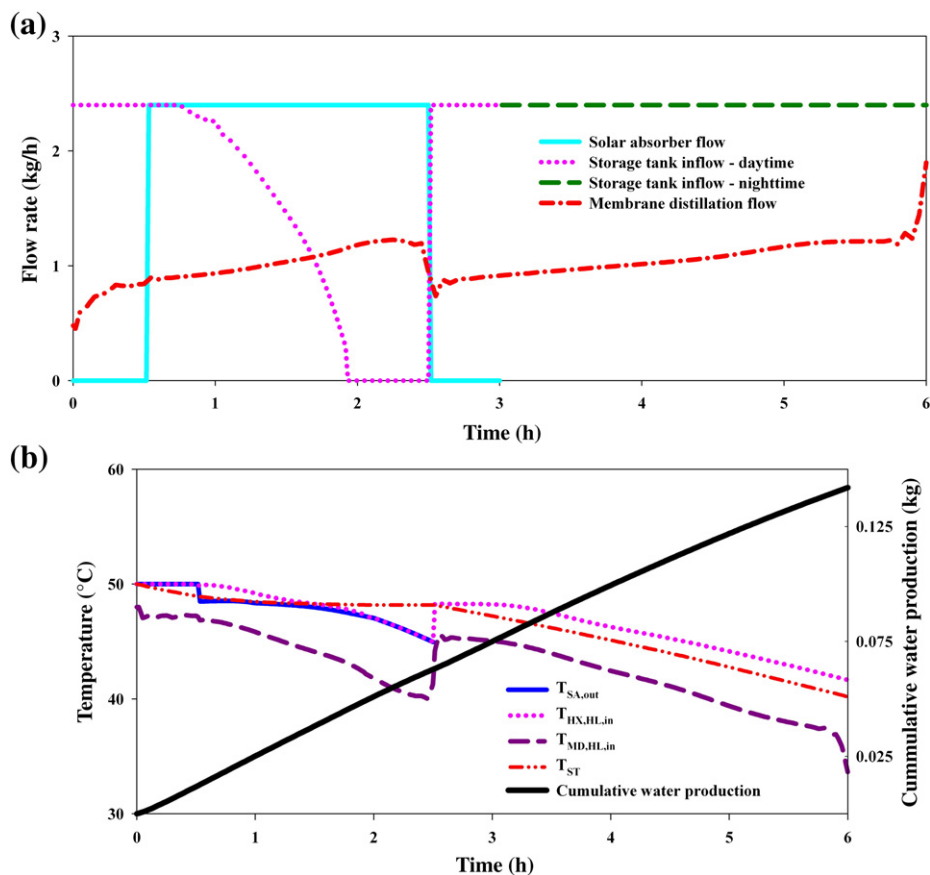 (a)
Flow rate (kg/h)
3
2
1
0
Solar absorber flow
Storage tank inflow - daytime
Storage tank inflow - nighttime
Membrane distillation flow
0 1 2 3 4 5 6
Time (h)
(b)
Temperature (°C)
60
50
40
30
T_SA,out
T_HX,HL,in
T_MD,HL,in
T_ST
Cumulative water production
0.125
0.075
0.025
Cummulative water production (kg)
0 1 2 3 4 5 6
Time (h)